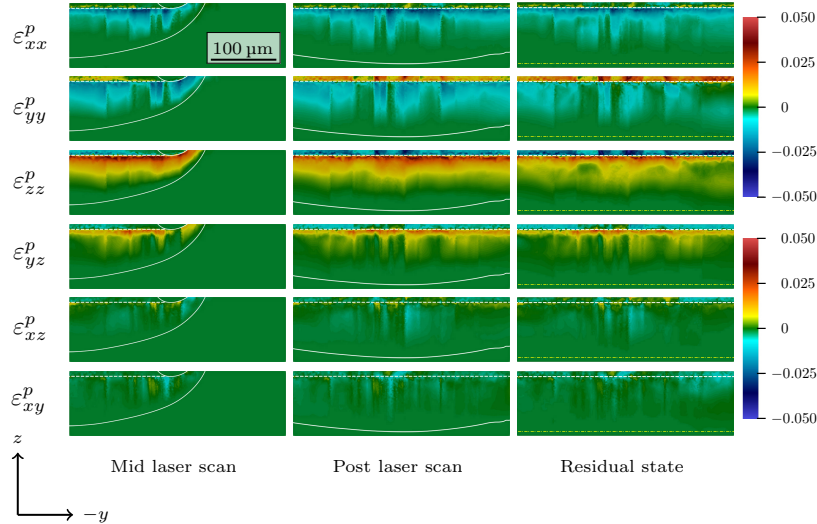 ε^p_xx
100 µm
0.050
0.025
0
−0.025
−0.050
ε^p_yy
ε^p_zz
ε^p_yz
0.050
0.025
0
−0.025
−0.050
ε^p_xz
ε^p_xy
z
−y
Mid laser scan
Post laser scan
Residual state